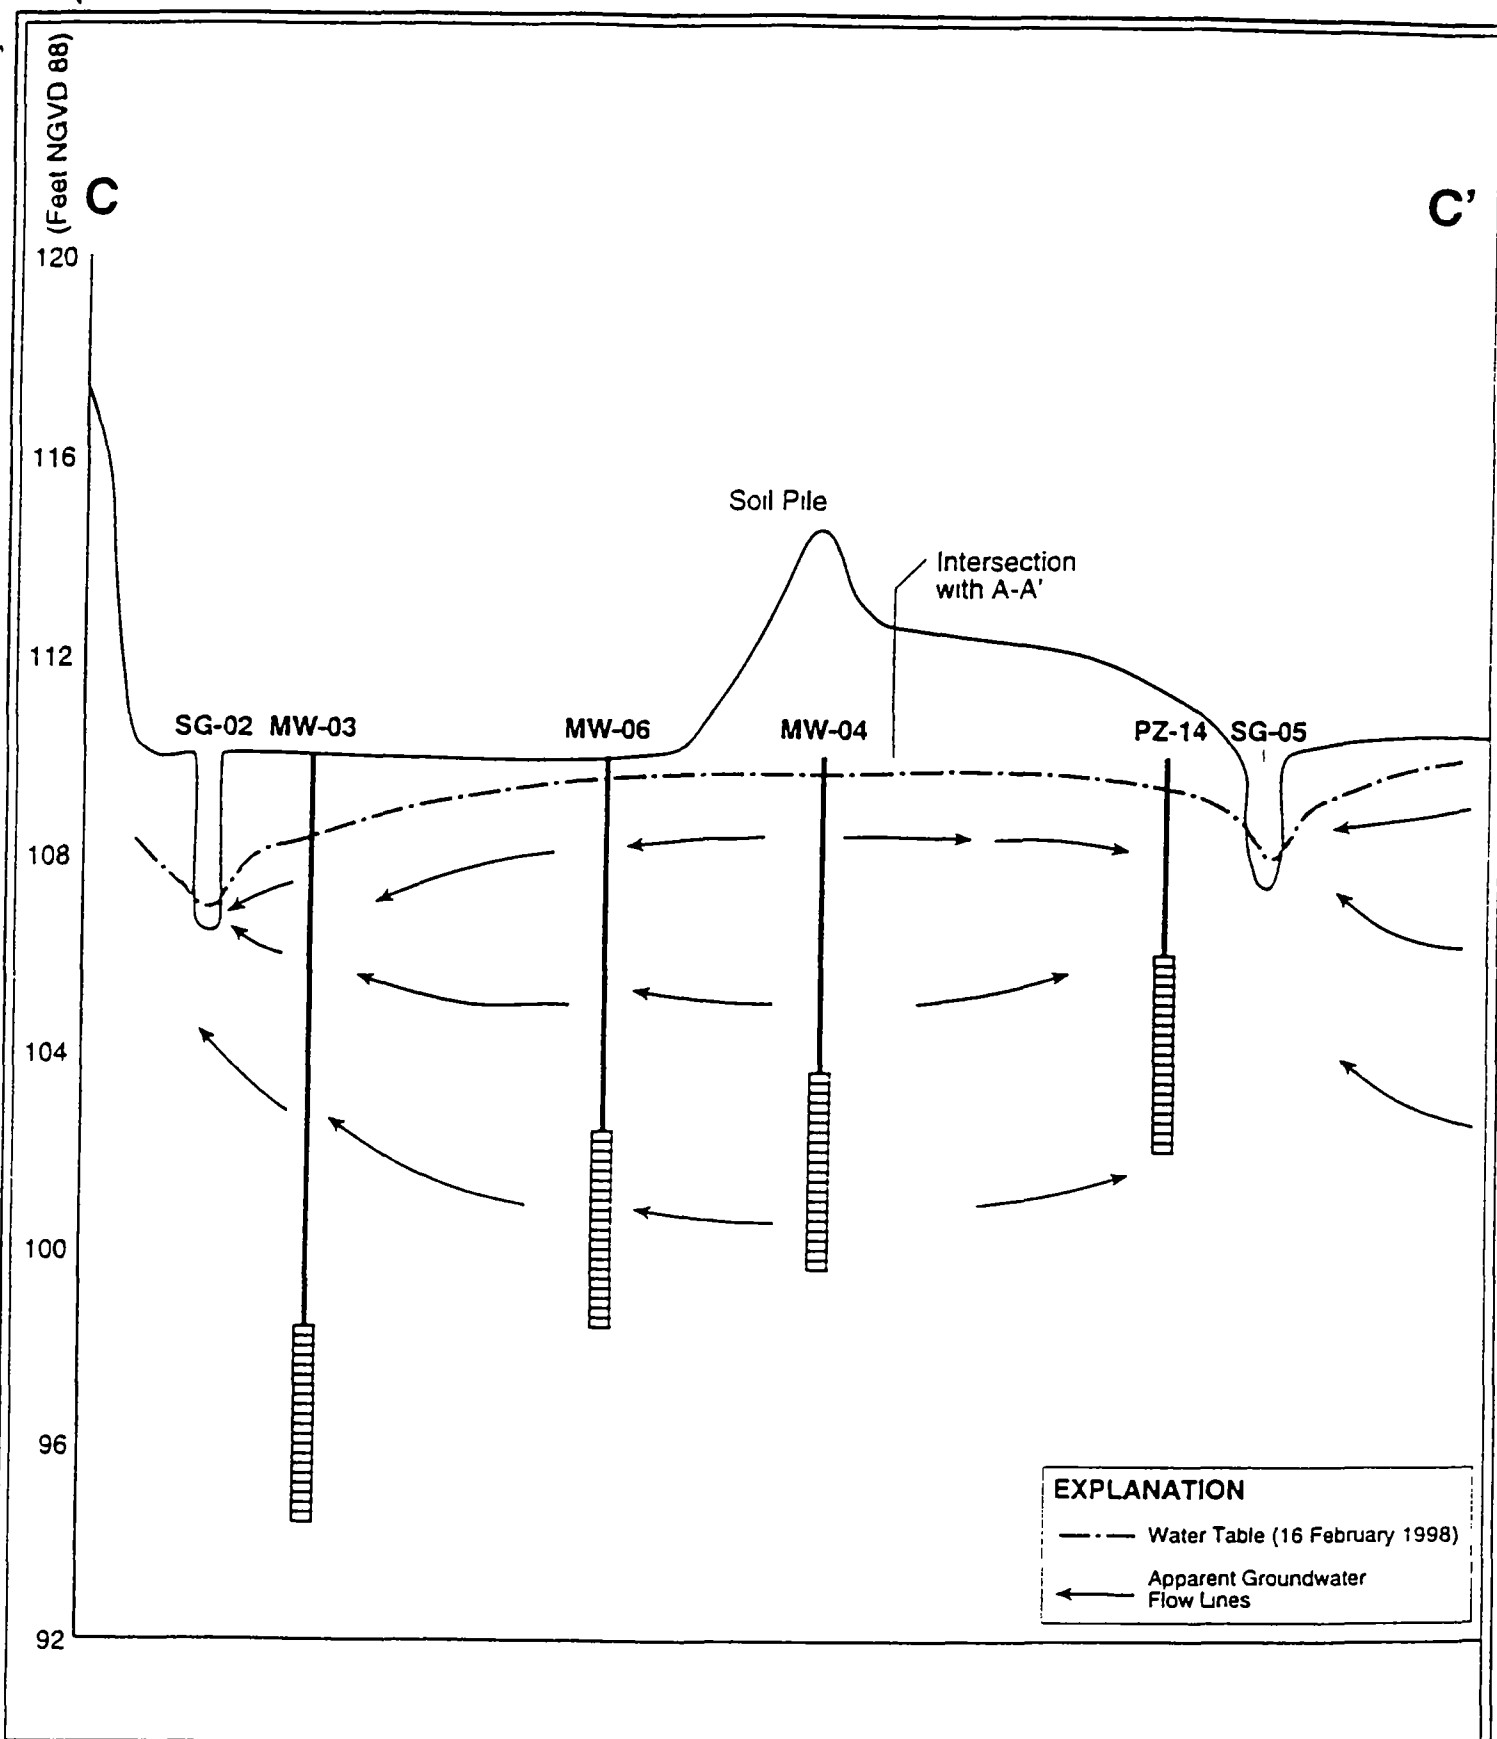 (Feet NGVD 88)
C
C'
120
116
Soil Pile
Intersection
with A-A'
112
SG-02 MW-03 MW-06 MW-04 PZ-14 SG-05
108
104
100
96
EXPLANATION
Water Table (16 February 1998)
Apparent Groundwater
Flow Lines
92